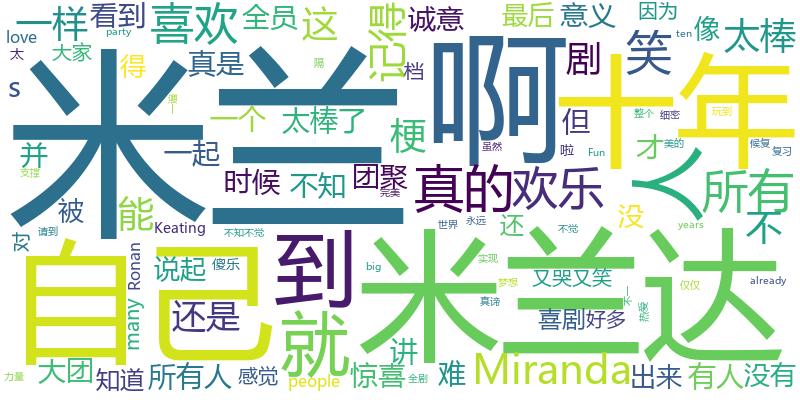 一样 看到 喜欢 全员 这 记得 诚意 最后 意义 因为
love party 像 ten
太 大家 得 真是 档 剧 笑 太棒
s 米兰 啊 十年
一个 太棒了 梗 但 整个 细密 玩到
并 一起 虽然 啦 Fun 才 美的 候复 复习
支撑 时候 不知 团聚 真的 欢乐 人 所有
被 能 完美 没 不
对 请到 Keating 不知不觉 世界 永远 还 不觉 years
自己 到 米兰达
Ronan 说起 傻乐 big 实现 又哭又笑 already
many 还是 就 梦想 真谛 不一 仅仅
讲 喜剧 好多 热爱
大团 知道 所有人 感觉 people 惊喜 难 Miranda 出来 有人 没有
力量 全剧